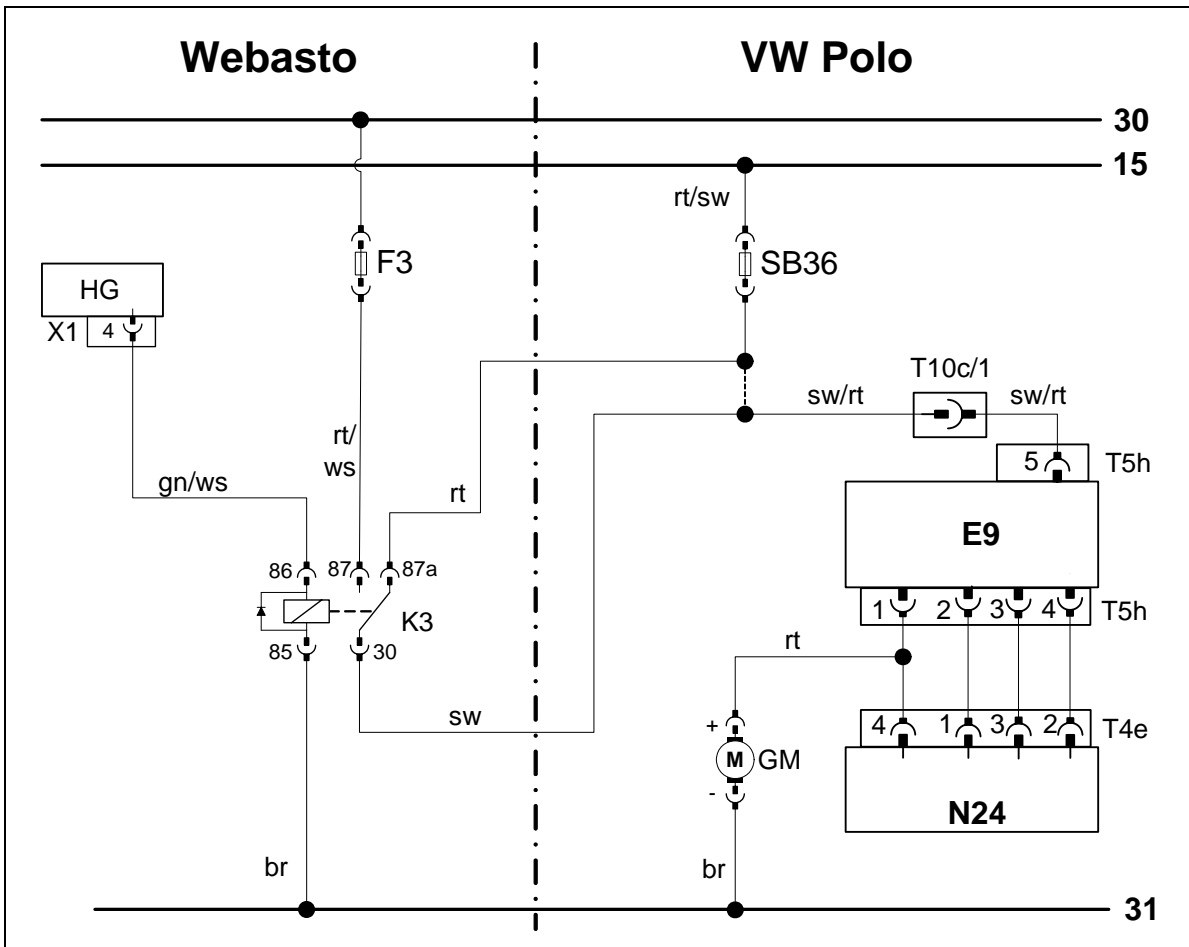 Webasto
VW Polo
30
15
rt/sw
F3
SB36
HG
X1
4
T10c/1
sw/rt
sw/rt
rt/
ws
5
T5h
gn/ws
rt
E9
86
87
87a
1
2
3
4
T5h
K3
85
30
rt
sw
4
1
3
2
T4e
+
M
GM
-
N24
br
br
31